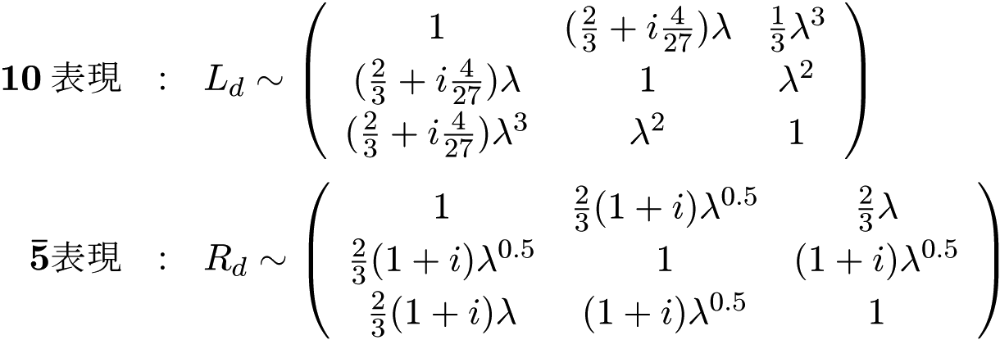 10 表現 : L_d ∼ ( 1 (2/3 + i 4/27)λ 1/3 λ^3
(2/3 + i 4/27)λ 1 λ^2
(2/3 + i 4/27)λ^3 λ^2 1 )
5̄表現 : R_d ∼ ( 1 2/3(1 + i)λ^0.5 2/3 λ
2/3(1 + i)λ^0.5 1 (1 + i)λ^0.5
2/3(1 + i)λ (1 + i)λ^0.5 1 )